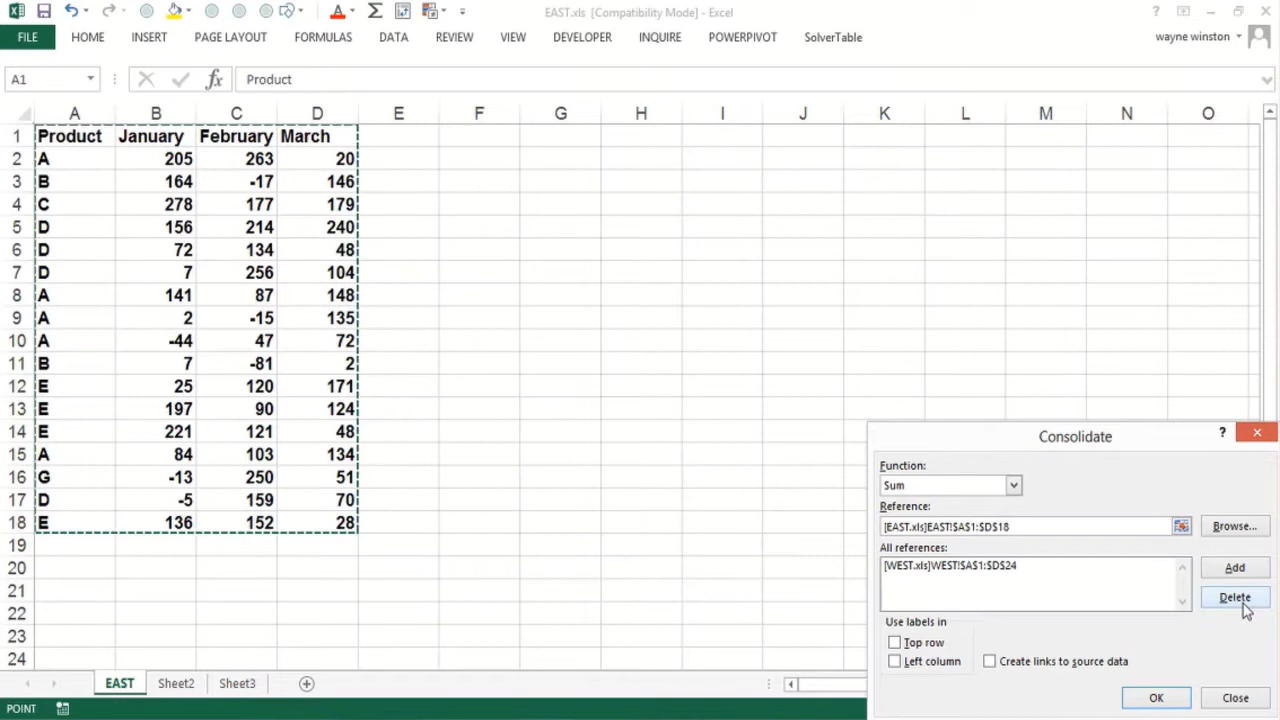 EAST.xls [Compatibility Mode] - Excel
?
FILE HOME INSERT PAGE LAYOUT FORMULAS DATA REVIEW VIEW DEVELOPER INQUIRE POWERPIVOT SolverTable wayne winston
A1 fx Product
A B C D E F G H I J K L M N O
1 Product January February March
2 A 205 263 20
3 B 164 -17 146
4 C 278 177 179
5 D 156 214 240
6 D 72 134 48
7 D 7 256 104
8 A 141 87 148
9 A 2 -15 135
10 A -44 47 72
11 B 7 -81 2
12 E 25 120 171
13 E 197 90 124
14 E 221 121 48
15 A 84 103 134
16 G -13 250 51
17 D -5 159 70
18 E 136 152 28
19
20
21
22
23
24
Consolidate ?
Function:
Sum
Reference:
[EAST.xls]EAST!$A$1:$D$18 Browse...
All references:
[WEST.xls]WEST!$A$1:$D$24 Add
Delete
Use labels in
Top row
Left column Create links to source data
OK Close
EAST Sheet2 Sheet3
POINT